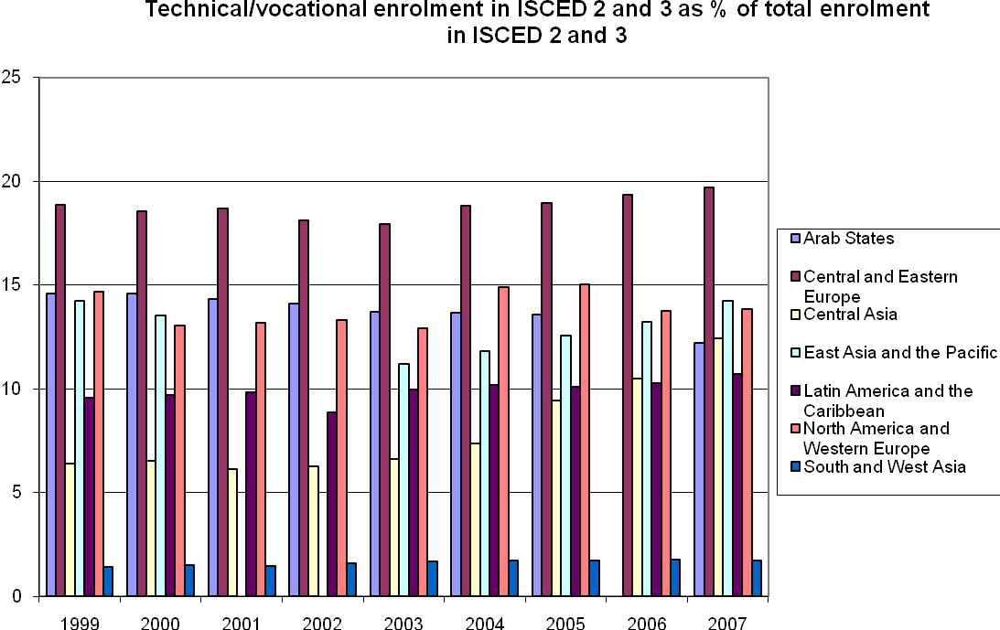 Technical/vocational enrolment in ISCED 2 and 3 as % of total enrolment
in ISCED 2 and 3
25
20
15
10
5
0
1999 2000 2001 2002 2003 2004 2005 2006 2007
Arab States
Central and Eastern
Europe
Central Asia
East Asia and the Pacific
Latin America and the
Caribbean
North America and
Western Europe
South and West Asia